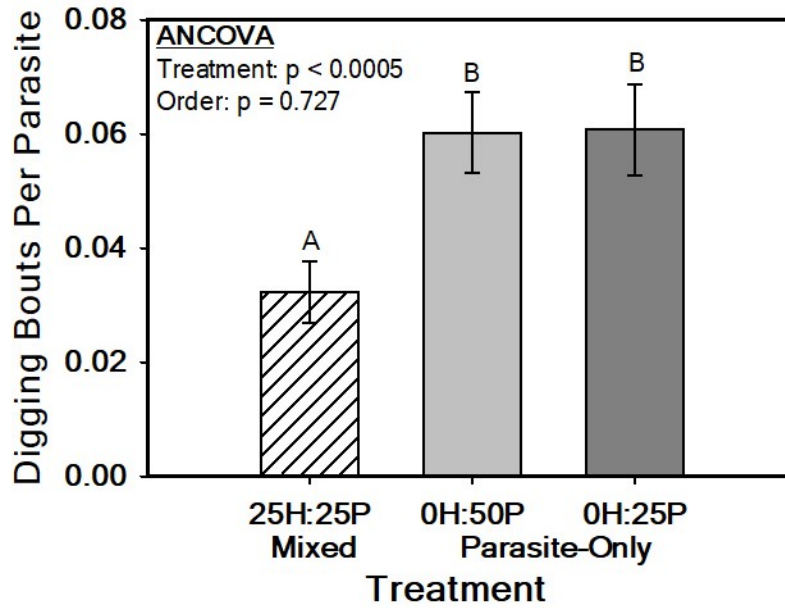 Digging Bouts Per Parasite
0.08
0.06
0.04
0.02
0.00
ANCOVA
Treatment: p < 0.0005
Order: p = 0.727
A
B
B
25H:25P 0H:50P 0H:25P
Mixed Parasite-Only
Treatment